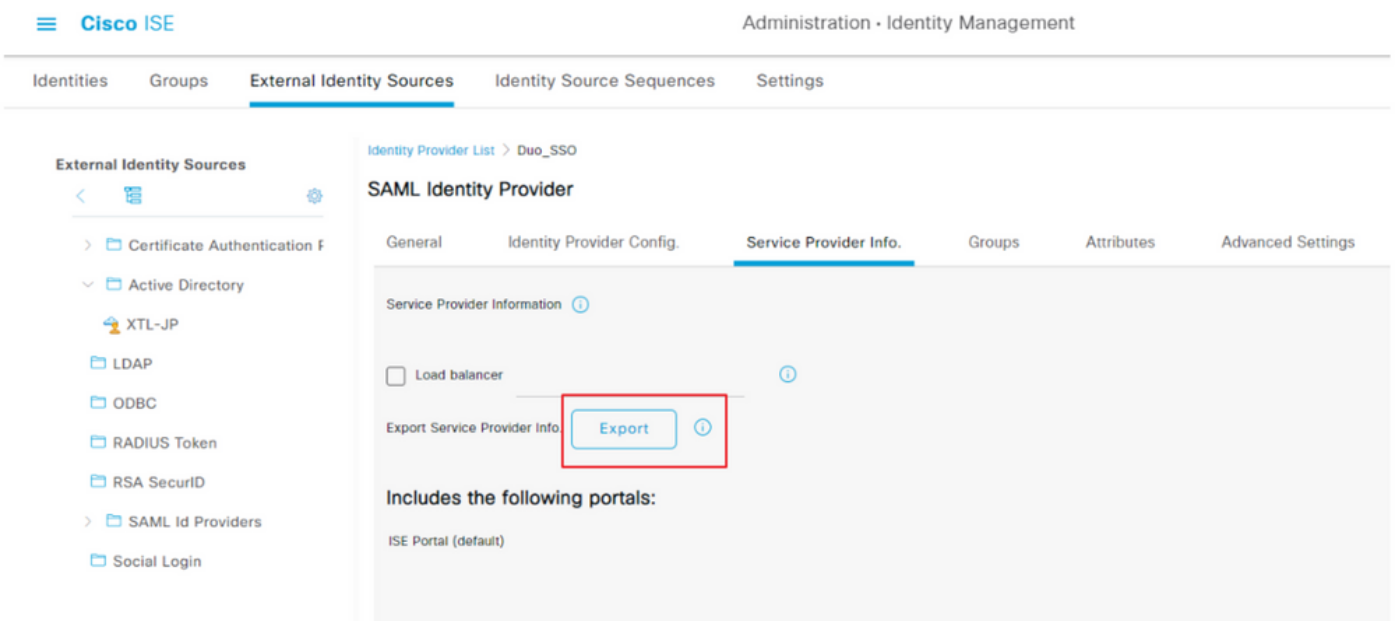 Cisco ISE
Administration · Identity Management
Identities Groups External Identity Sources Identity Source Sequences Settings
External Identity Sources
Certificate Authentication F
Active Directory
XTL-JP
LDAP
ODBC
RADIUS Token
RSA SecurID
SAML Id Providers
Social Login
Identity Provider List > Duo_SSO
SAML Identity Provider
General Identity Provider Config. Service Provider Info. Groups Attributes Advanced Settings
Service Provider Information
Load balancer
Export Service Provider Info. Export
Includes the following portals:
ISE Portal (default)